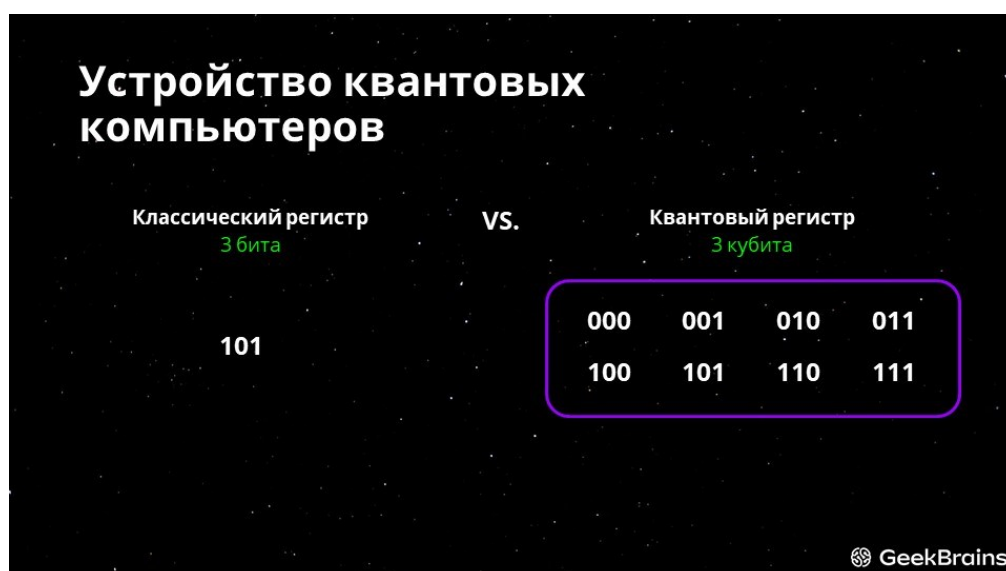 Устройство квантовых
компьютеров
Классический регистр
3 бита
VS.
Квантовый регистр
3 кубита
101
000 001 010 011
100 101 110 111
GeekBrains